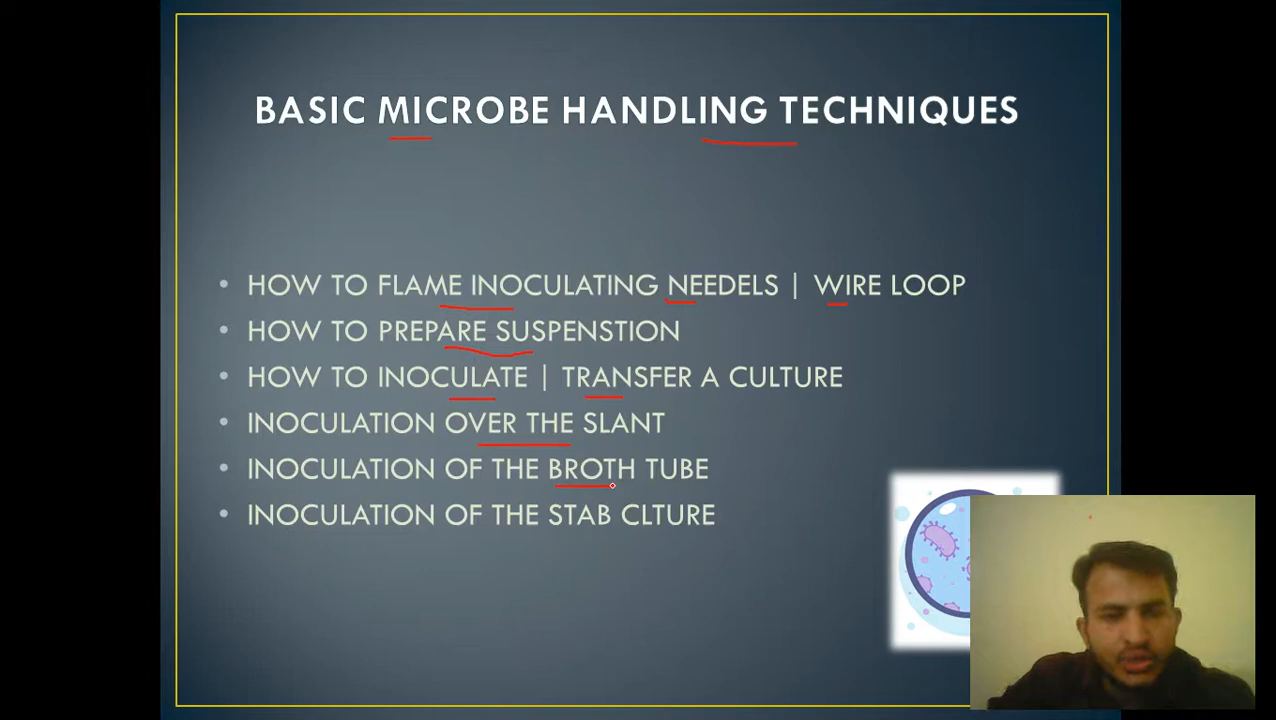 BASIC MICROBE HANDLING TECHNIQUES
• HOW TO FLAME INOCULATING NEEDELS | WIRE LOOP
• HOW TO PREPARE SUSPENSTION
• HOW TO INOCULATE | TRANSFER A CULTURE
• INOCULATION OVER THE SLANT
• INOCULATION OF THE BROTH TUBE
• INOCULATION OF THE STAB CLTURE